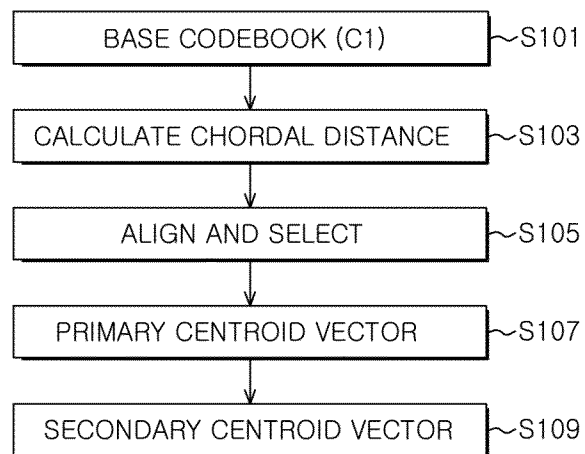 BASE CODEBOOK (C1) S101
CALCULATE CHORDAL DISTANCE S103
ALIGN AND SELECT S105
PRIMARY CENTROID VECTOR S107
SECONDARY CENTROID VECTOR S109